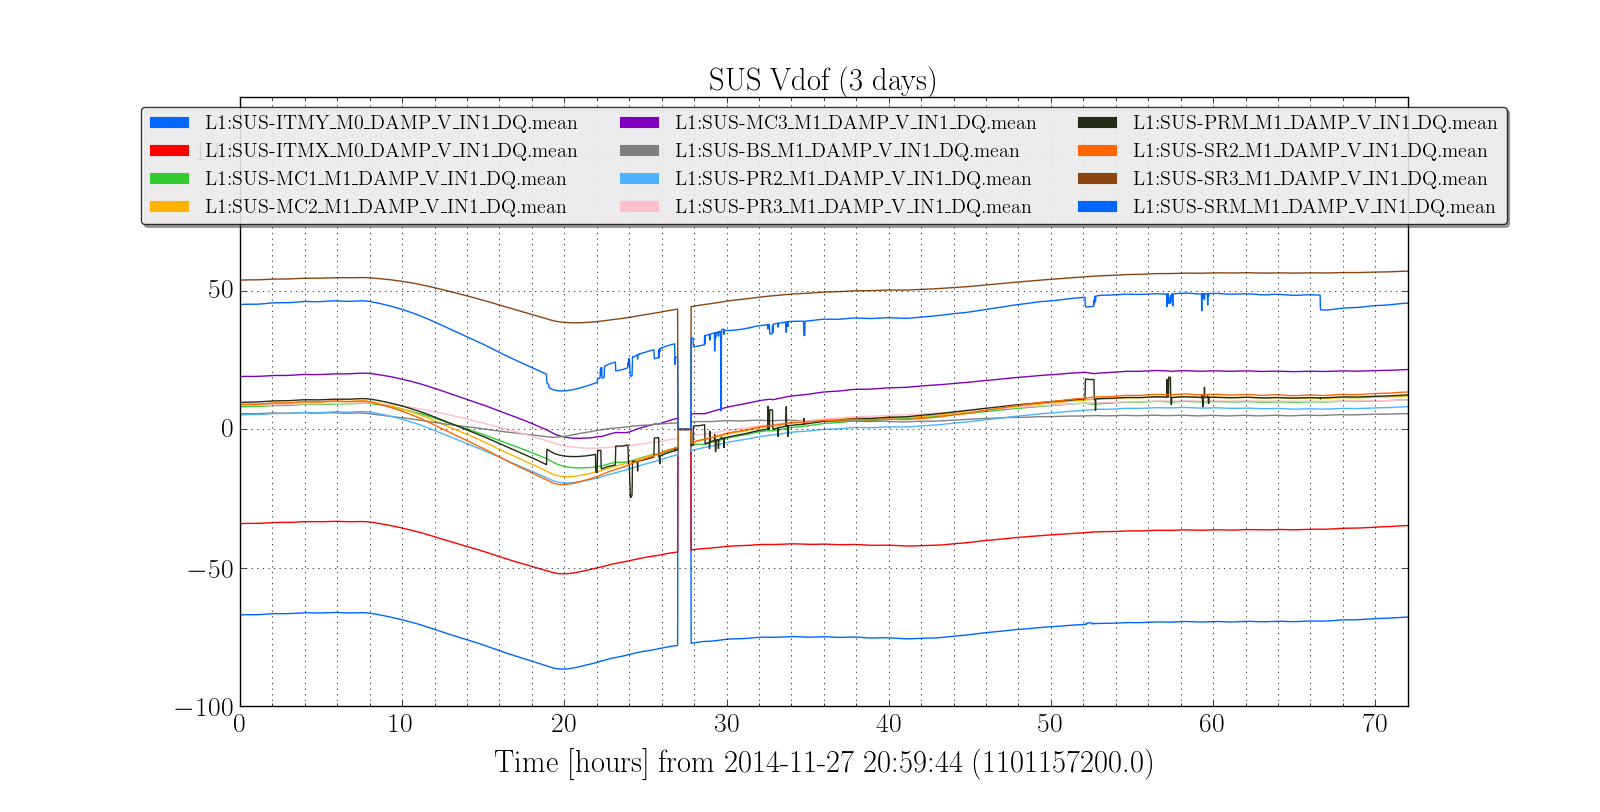 SUS Vdof (3 days)
L1:SUS-ITMY_M0_DAMP_V_IN1_DQ.mean
L1:SUS-ITMX_M0_DAMP_V_IN1_DQ.mean
L1:SUS-MC1_M1_DAMP_V_IN1_DQ.mean
L1:SUS-MC2_M1_DAMP_V_IN1_DQ.mean
L1:SUS-MC3_M1_DAMP_V_IN1_DQ.mean
L1:SUS-BS_M1_DAMP_V_IN1_DQ.mean
L1:SUS-PR2_M1_DAMP_V_IN1_DQ.mean
L1:SUS-PR3_M1_DAMP_V_IN1_DQ.mean
L1:SUS-PRM_M1_DAMP_V_IN1_DQ.mean
L1:SUS-SR2_M1_DAMP_V_IN1_DQ.mean
L1:SUS-SR3_M1_DAMP_V_IN1_DQ.mean
L1:SUS-SRM_M1_DAMP_V_IN1_DQ.mean
50
0
−50
−100
0 10 20 30 40 50 60 70
Time [hours] from 2014-11-27 20:59:44 (1101157200.0)